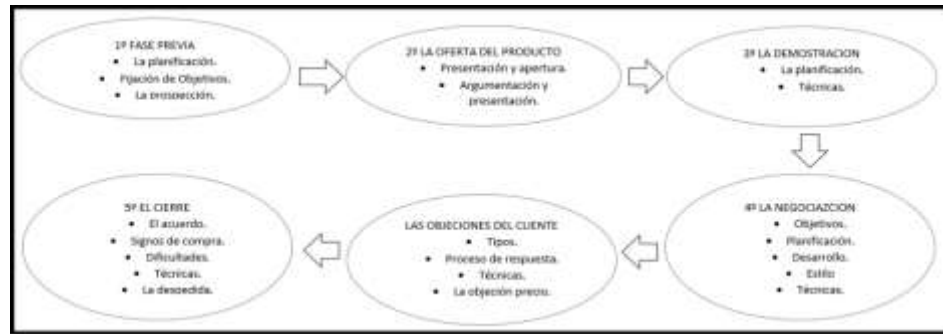 1º FASE PREVIA
• La planificación.
• Fijación de Objetivos.
• La prospección.
2º LA OFERTA DEL PRODUCTO
• Presentación y apertura.
• Argumentación y
presentación.
3º LA DEMOSTRACION
• La planificación.
• Técnicas.
4º LA NEGOCIAZCION
• Objetivos.
• Planificación.
• Desarrollo.
• Estilo
• Técnicas.
LAS OBJECIONES DEL CLIENTE
• Tipos.
• Proceso de respuesta.
• Técnicas.
• La objeción precio.
5º EL CIERRE
• El acuerdo.
• Signos de compra.
• Dificultades.
• Técnicas.
• La despedida.